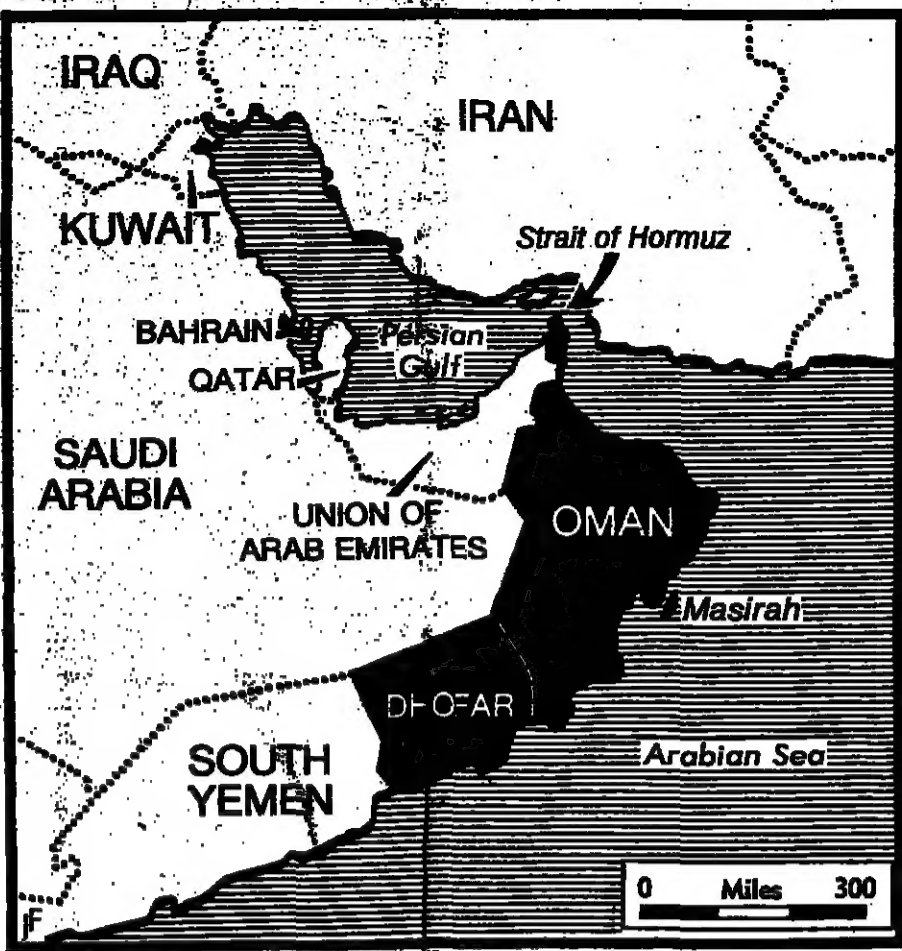 IRAQ
IRAN
KUWAIT
Strait of Hormuz
BAHRAIN
Persian
Gulf
QATAR
SAUDI
ARABIA
UNION OF
ARAB EMIRATES
OMAN
Masirah
DHOFAR
SOUTH
YEMEN
Arabian Sea
0 Miles 300